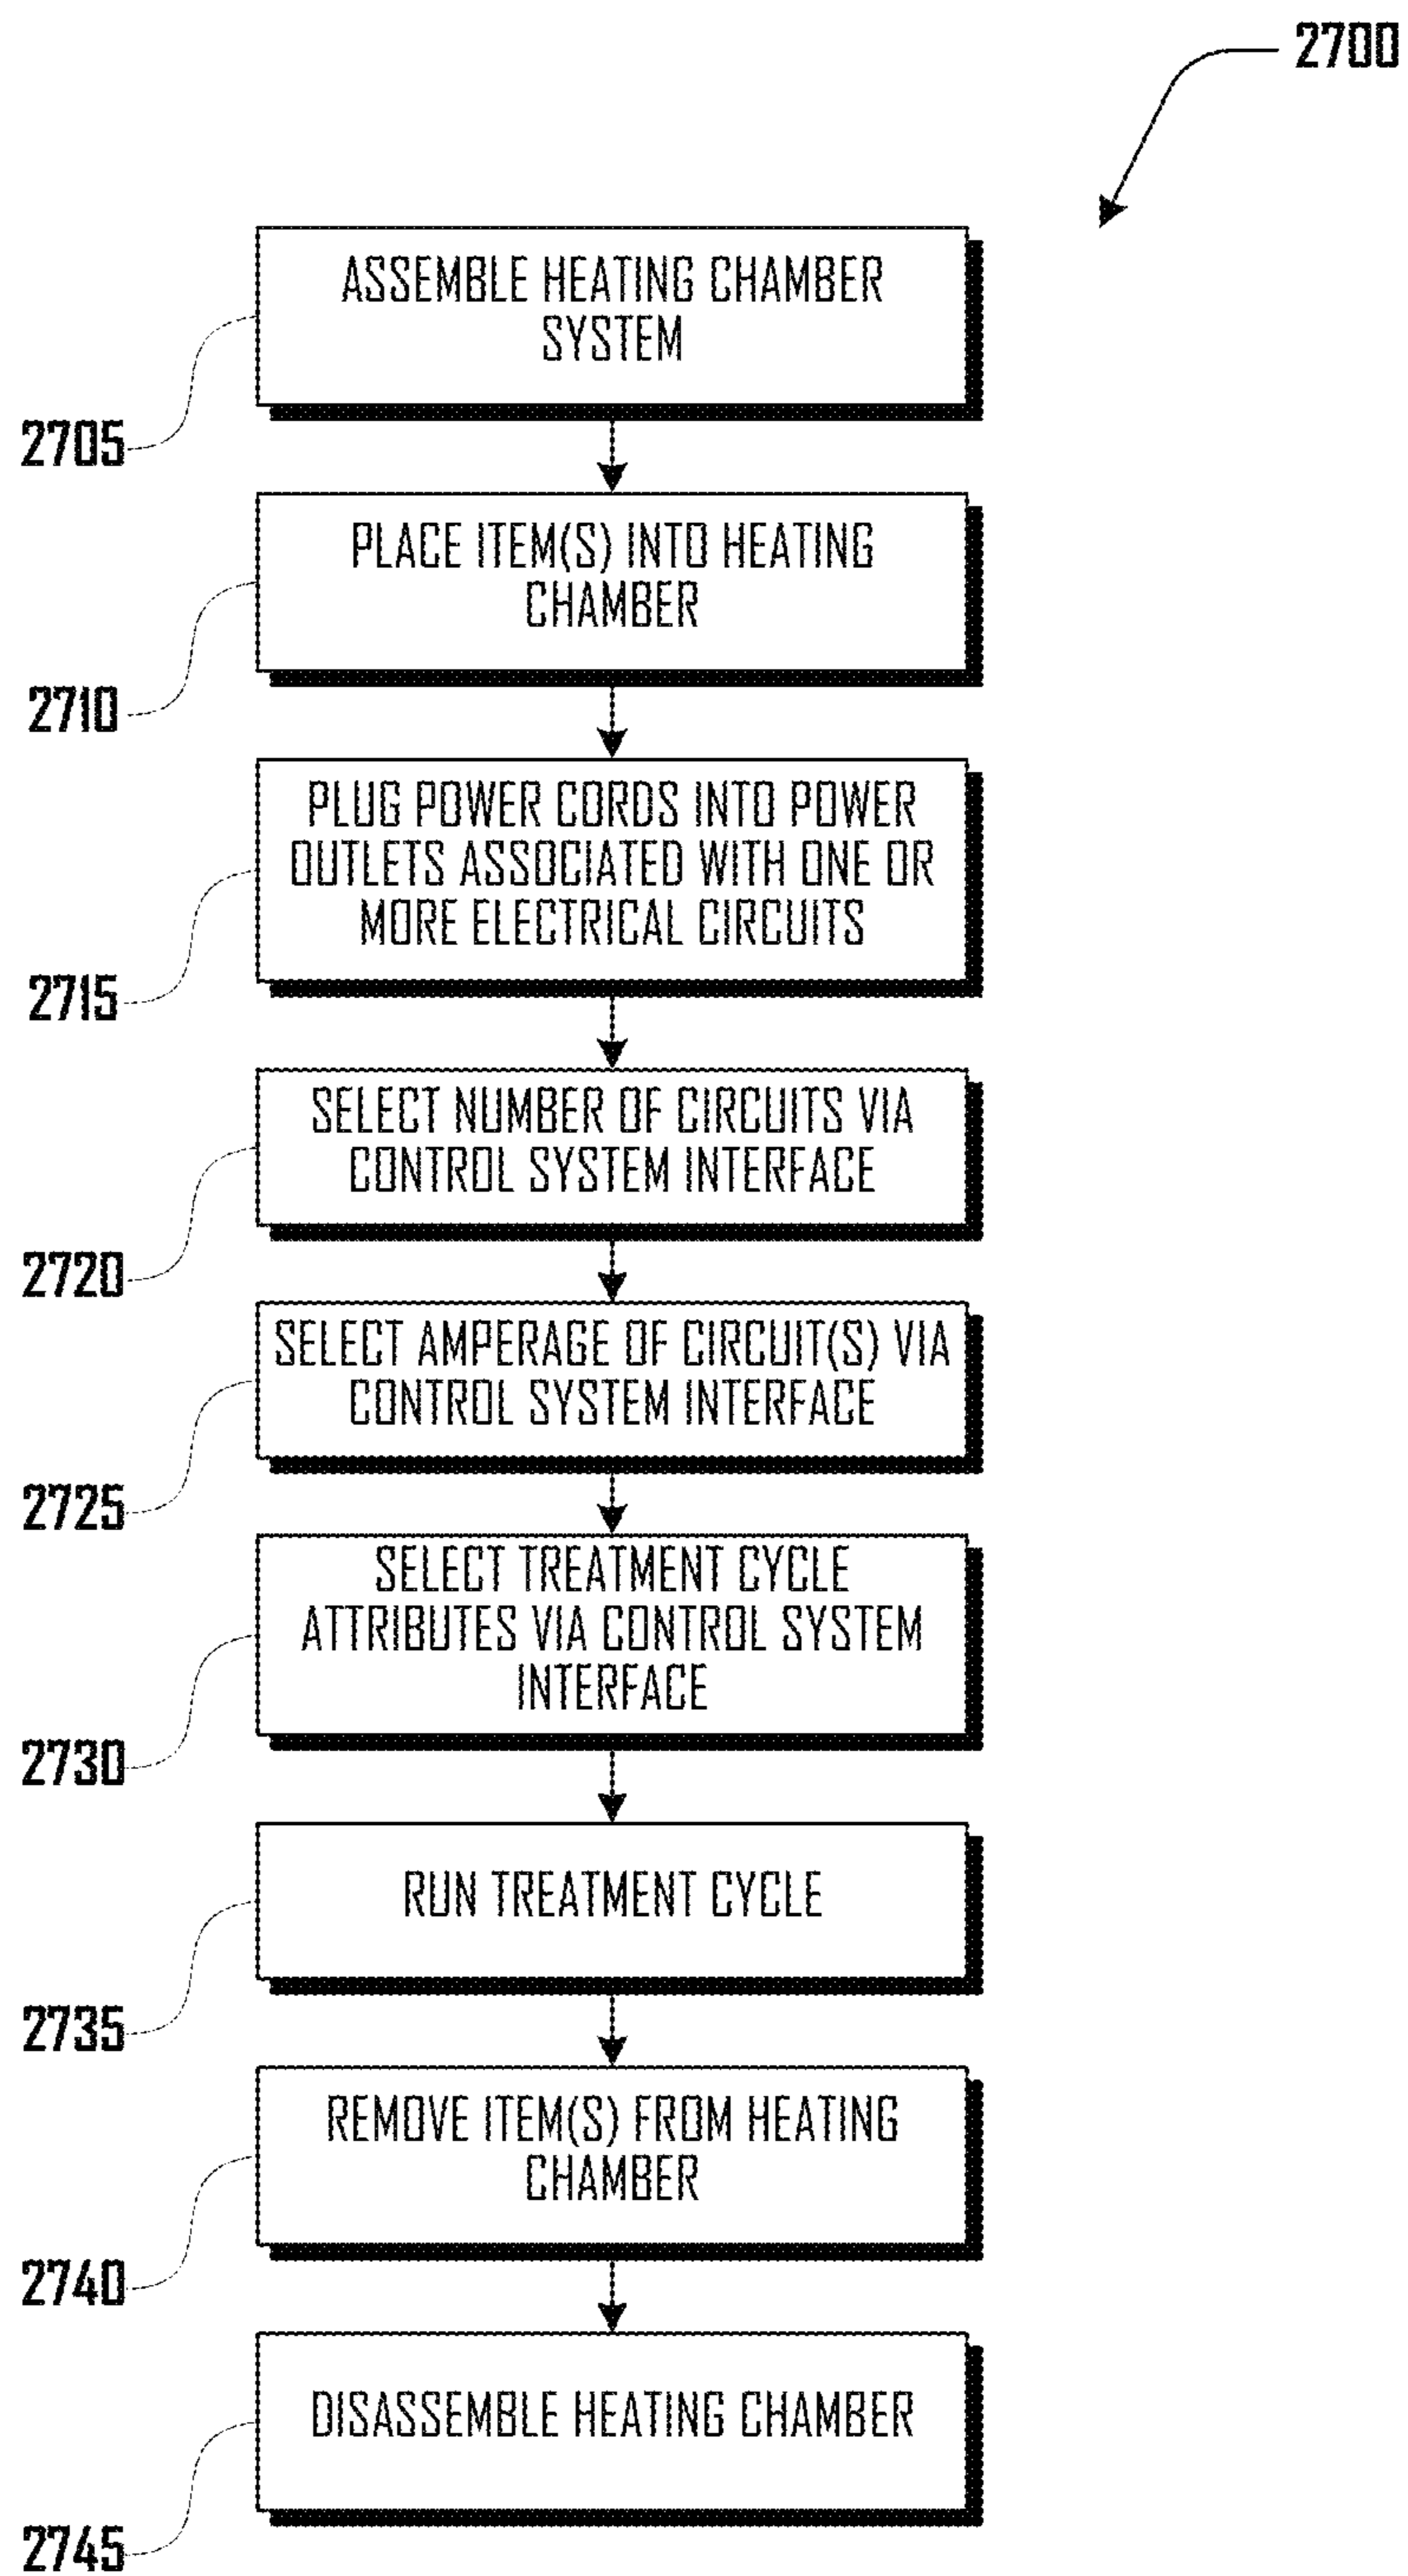 2700
ASSEMBLE HEATING CHAMBER
SYSTEM
2705
PLACE ITEM(S) INTO HEATING
CHAMBER
2710
PLUG POWER CORDS INTO POWER
OUTLETS ASSOCIATED WITH ONE OR
MORE ELECTRICAL CIRCUITS
2715
SELECT NUMBER OF CIRCUITS VIA
CONTROL SYSTEM INTERFACE
2720
SELECT AMPERAGE OF CIRCUIT(S) VIA
CONTROL SYSTEM INTERFACE
2725
SELECT TREATMENT CYCLE
ATTRIBUTES VIA CONTROL SYSTEM
INTERFACE
2730
RUN TREATMENT CYCLE
2735
REMOVE ITEM(S) FROM HEATING
CHAMBER
2740
DISASSEMBLE HEATING CHAMBER
2745